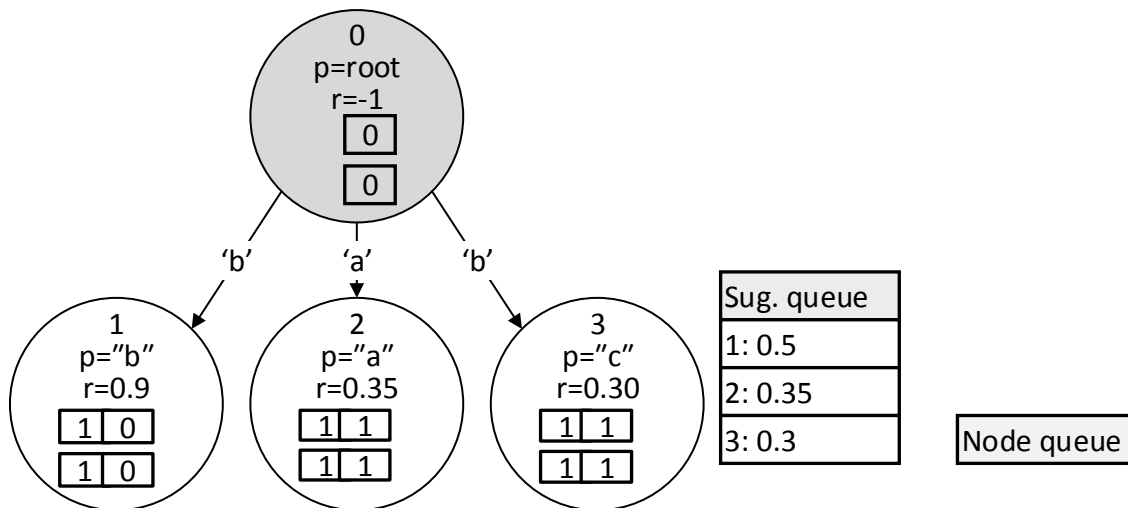 0
p=root
r=-1
0
0
‘b’
‘a’
‘b’
1
p=”b”
r=0.9
1 0
1 0
2
p=”a”
r=0.35
1 1
1 1
3
p=”c”
r=0.30
1 1
1 1
Sug. queue
1: 0.5
2: 0.35
3: 0.3
Node queue